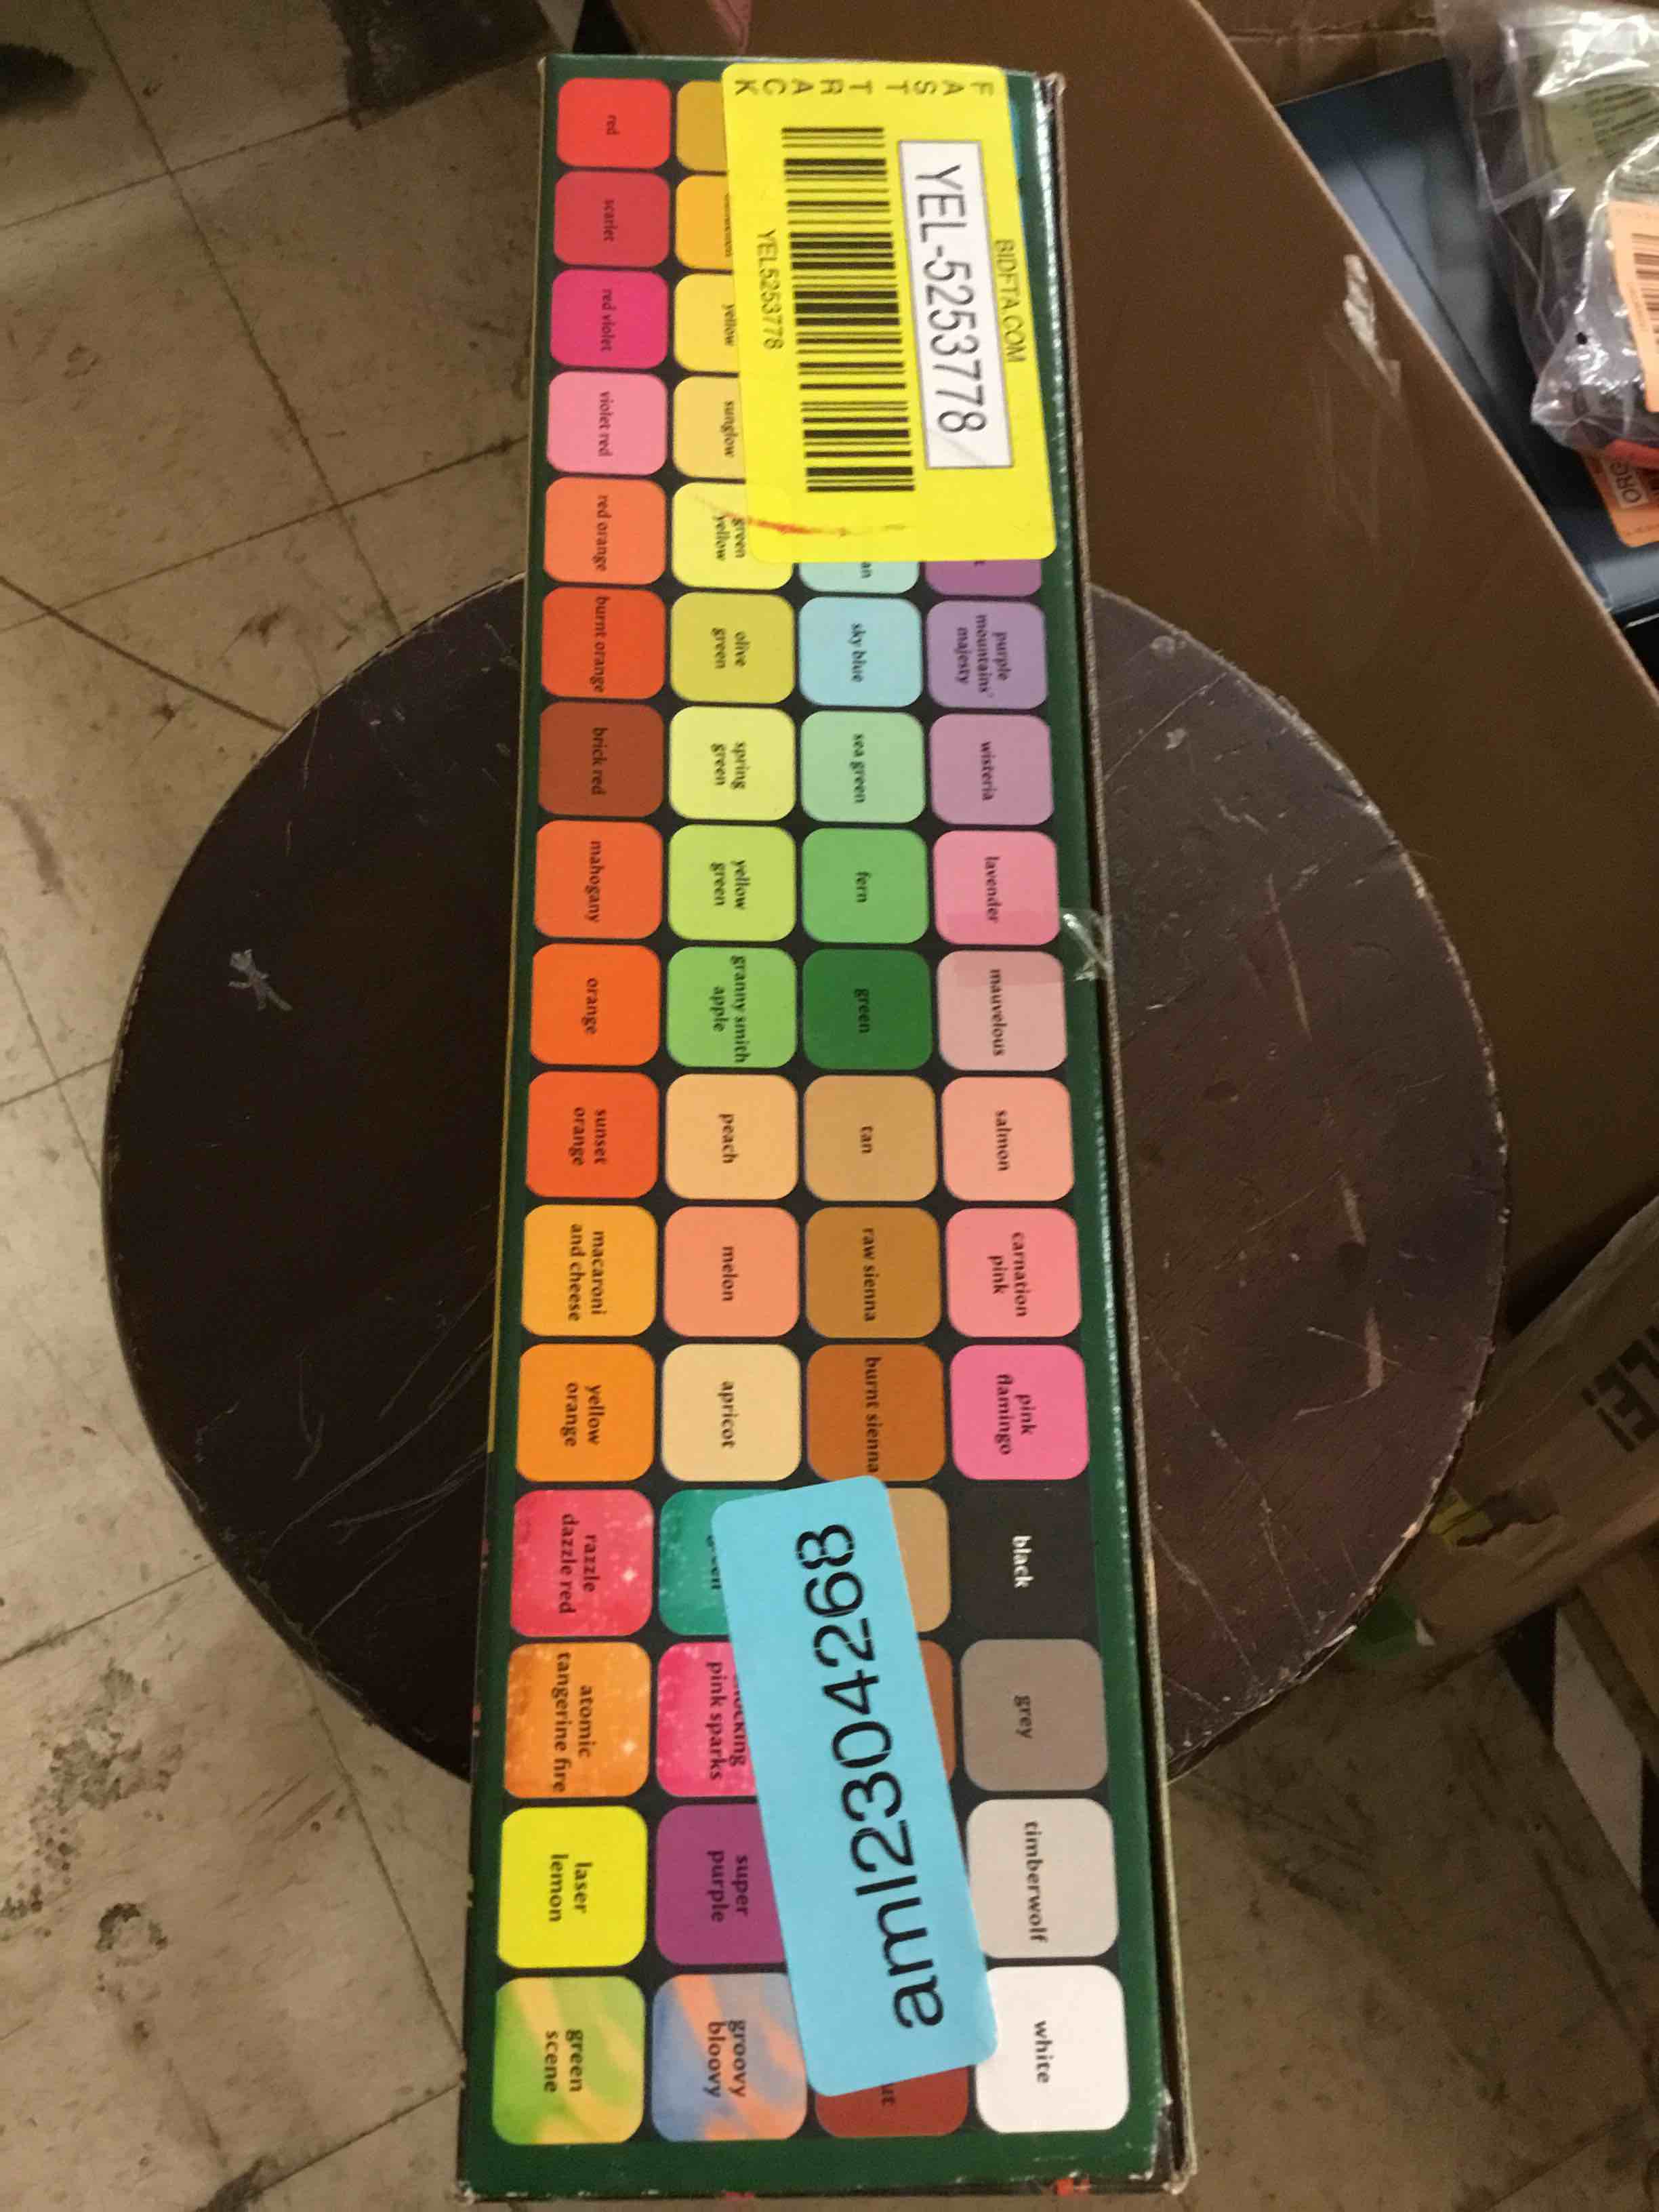 FAST TRACK
BIDFTA.COM
YEL-5253778
YEL5253778
red
scarlet
red violet
violet red
red orange
burnt orange
brick red
mahogany
orange
sunset
orange
macaroni
and cheese
yellow
orange
razzle
dazzle red
atomic
tangerine fire
laser
lemon
green
scene
yellow
sunglow
green
yellow
olive
green
spring
green
yellow
green
granny smith
apple
peach
melon
apricot
pink sparks
super
purple
groovy
bloovy
sky blue
sea green
fern
green
tan
raw sienna
burnt sienna
purple
mountains'
majesty
wisteria
lavender
mauvelous
salmon
carnation
pink
pink
flamingo
black
grey
timberwolf
white
aml2304268
ORG